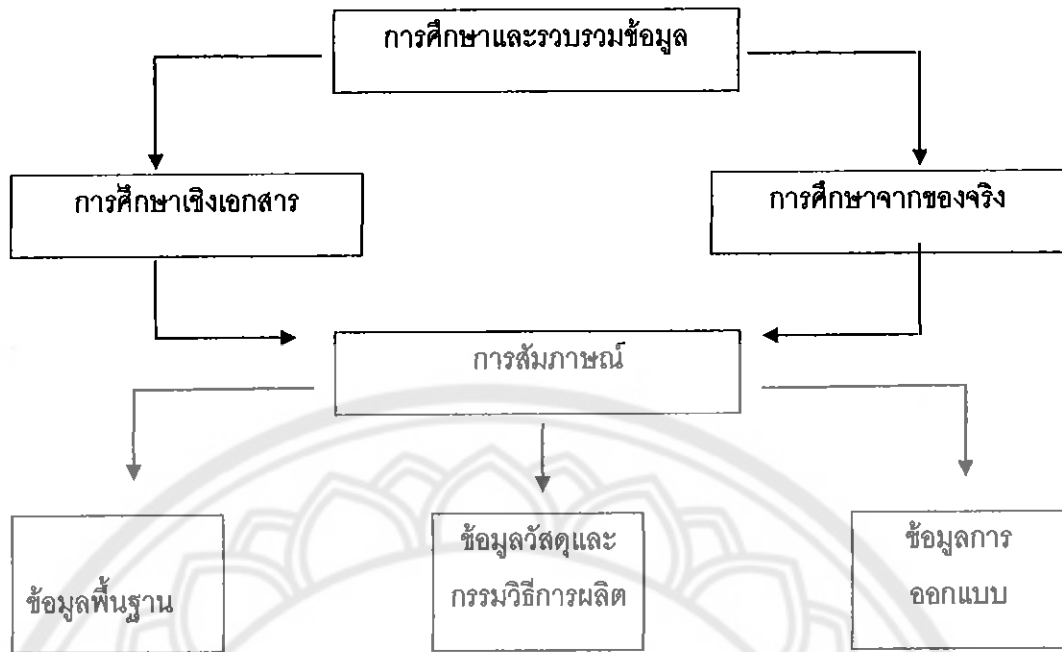 การศึกษาและรวบรวมข้อมูล
การศึกษาเชิงเอกสาร
การศึกษาจากของจริง
การสัมภาษณ์
ข้อมูลพื้นฐาน
ข้อมูลวัสดุและ
กรรมวิธีการผลิต
ข้อมูลการ
ออกแบบ